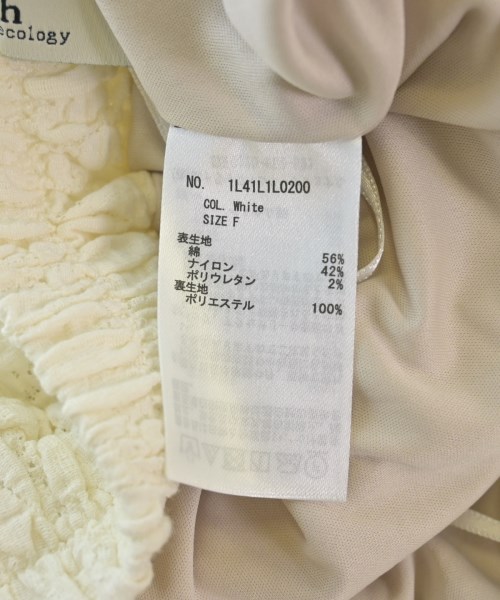 h
ecology
NO. 1L41L1L0200
COL. White
SIZE F
表生地
綿 56%
ナイロン 42%
ポリウレタン 2%
裏生地
ポリエステル 100%